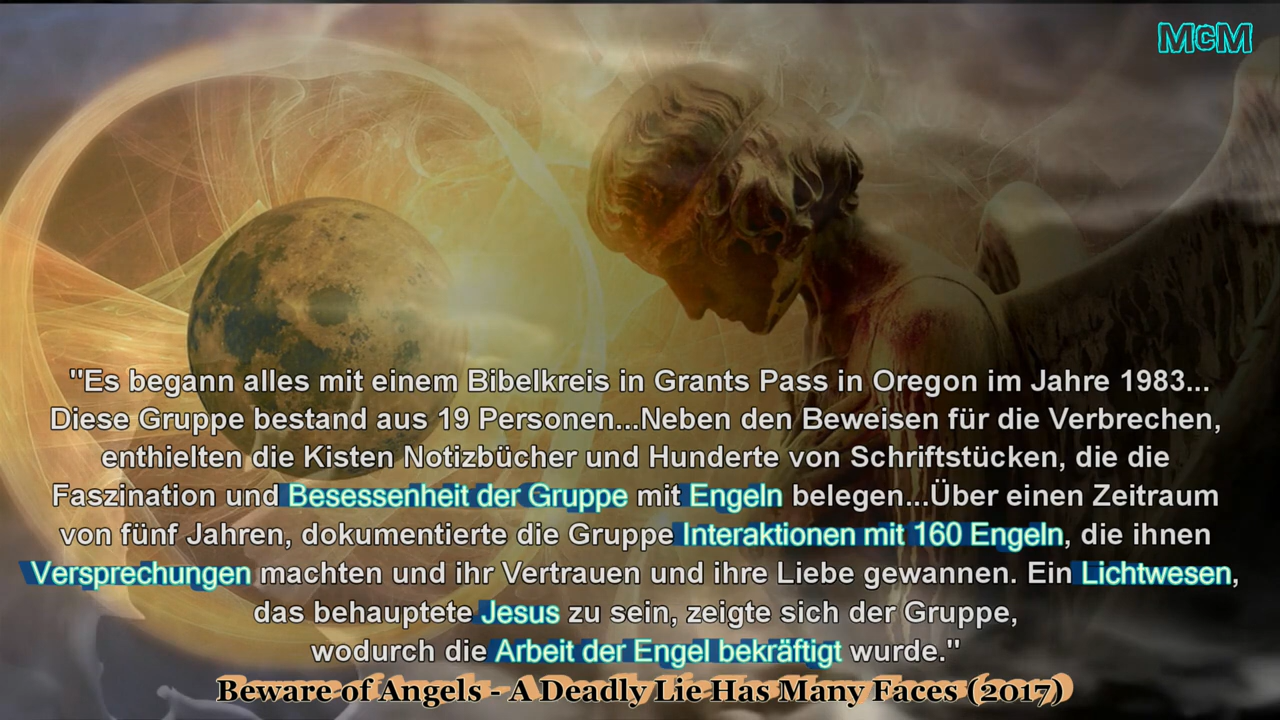 McM
"Es begann alles mit einem Bibelkreis in Grants Pass in Oregon im Jahre 1983...
Diese Gruppe bestand aus 19 Personen...Neben den Beweisen für die Verbrechen,
enthielten die Kisten Notizbücher und Hunderte von Schriftstücken, die die
Faszination und Besessenheit der Gruppe mit Engeln belegen...Über einen Zeitraum
von fünf Jahren, dokumentierte die Gruppe Interaktionen mit 160 Engeln, die ihnen
Versprechungen machten und ihr Vertrauen und ihre Liebe gewannen. Ein Lichtwesen,
das behauptete Jesus zu sein, zeigte sich der Gruppe,
wodurch die Arbeit der Engel bekräftigt wurde."
Beware of Angels - A Deadly Lie Has Many Faces (2017)